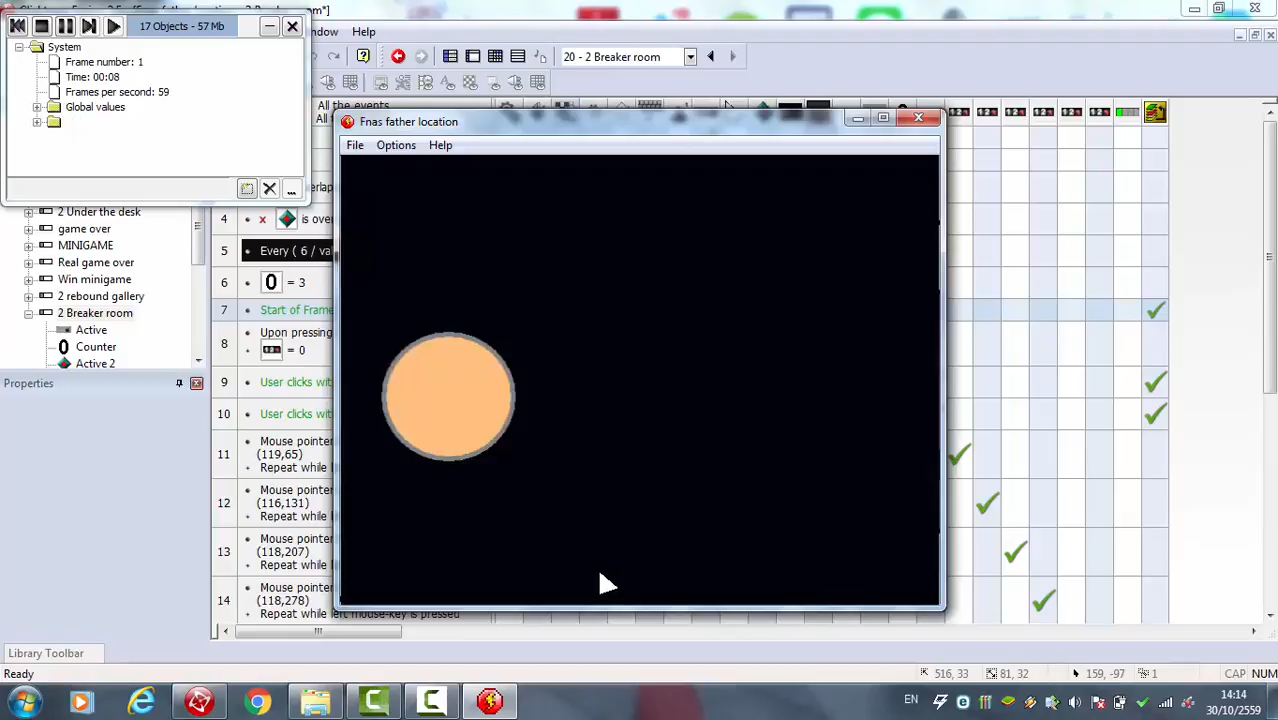 17 Objects - 57 Mb
System
Frame number: 1
Time: 00:08
Frames per second: 59
Global values
Help
20 - 2 Breaker room
All the events
Fnas father location
File Options Help
2 Under the desk
game over
MINIGAME
Real game over
Win minigame
2 rebound gallery
2 Breaker room
Active
Counter
Active 2
Properties
4 is over
5 Every ( 6 /
6 0 = 3
7 Start of Frame
8 Upon pressing
= 0
9 User clicks
10 User clicks
11 Mouse pointer
(119,65)
Repeat while
12 Mouse pointer
(116,131)
Repeat while
13 Mouse pointer
(118,207)
Repeat while
14 Mouse pointer
(118,278)
Repeat while left mouse-key is pressed
Library Toolbar
Ready
516, 33
81, 32
159, -97
1
CAP NUM
EN
14:14
30/10/2559